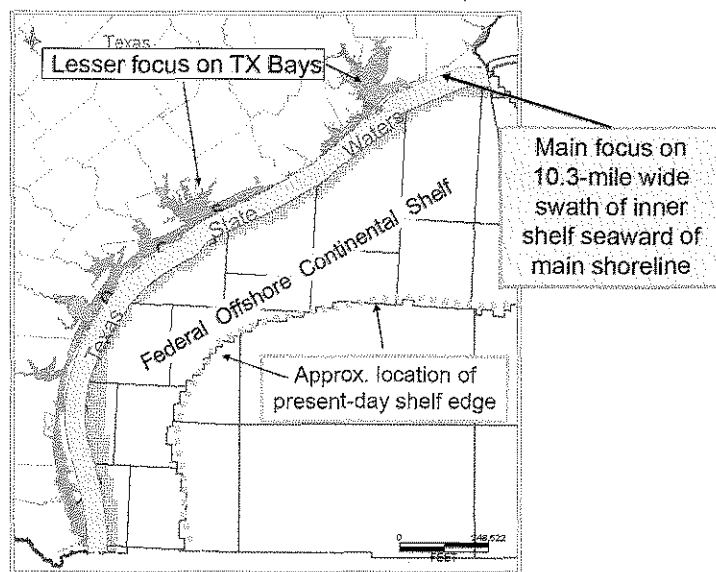 Texas
Lesser focus on TX Bays
Main focus on
10.3-mile wide
swath of inner
shelf seaward of
main shoreline
Texas State Waters
Federal Offshore Continental Shelf
Approx. location of
present-day shelf edge
0
FEET